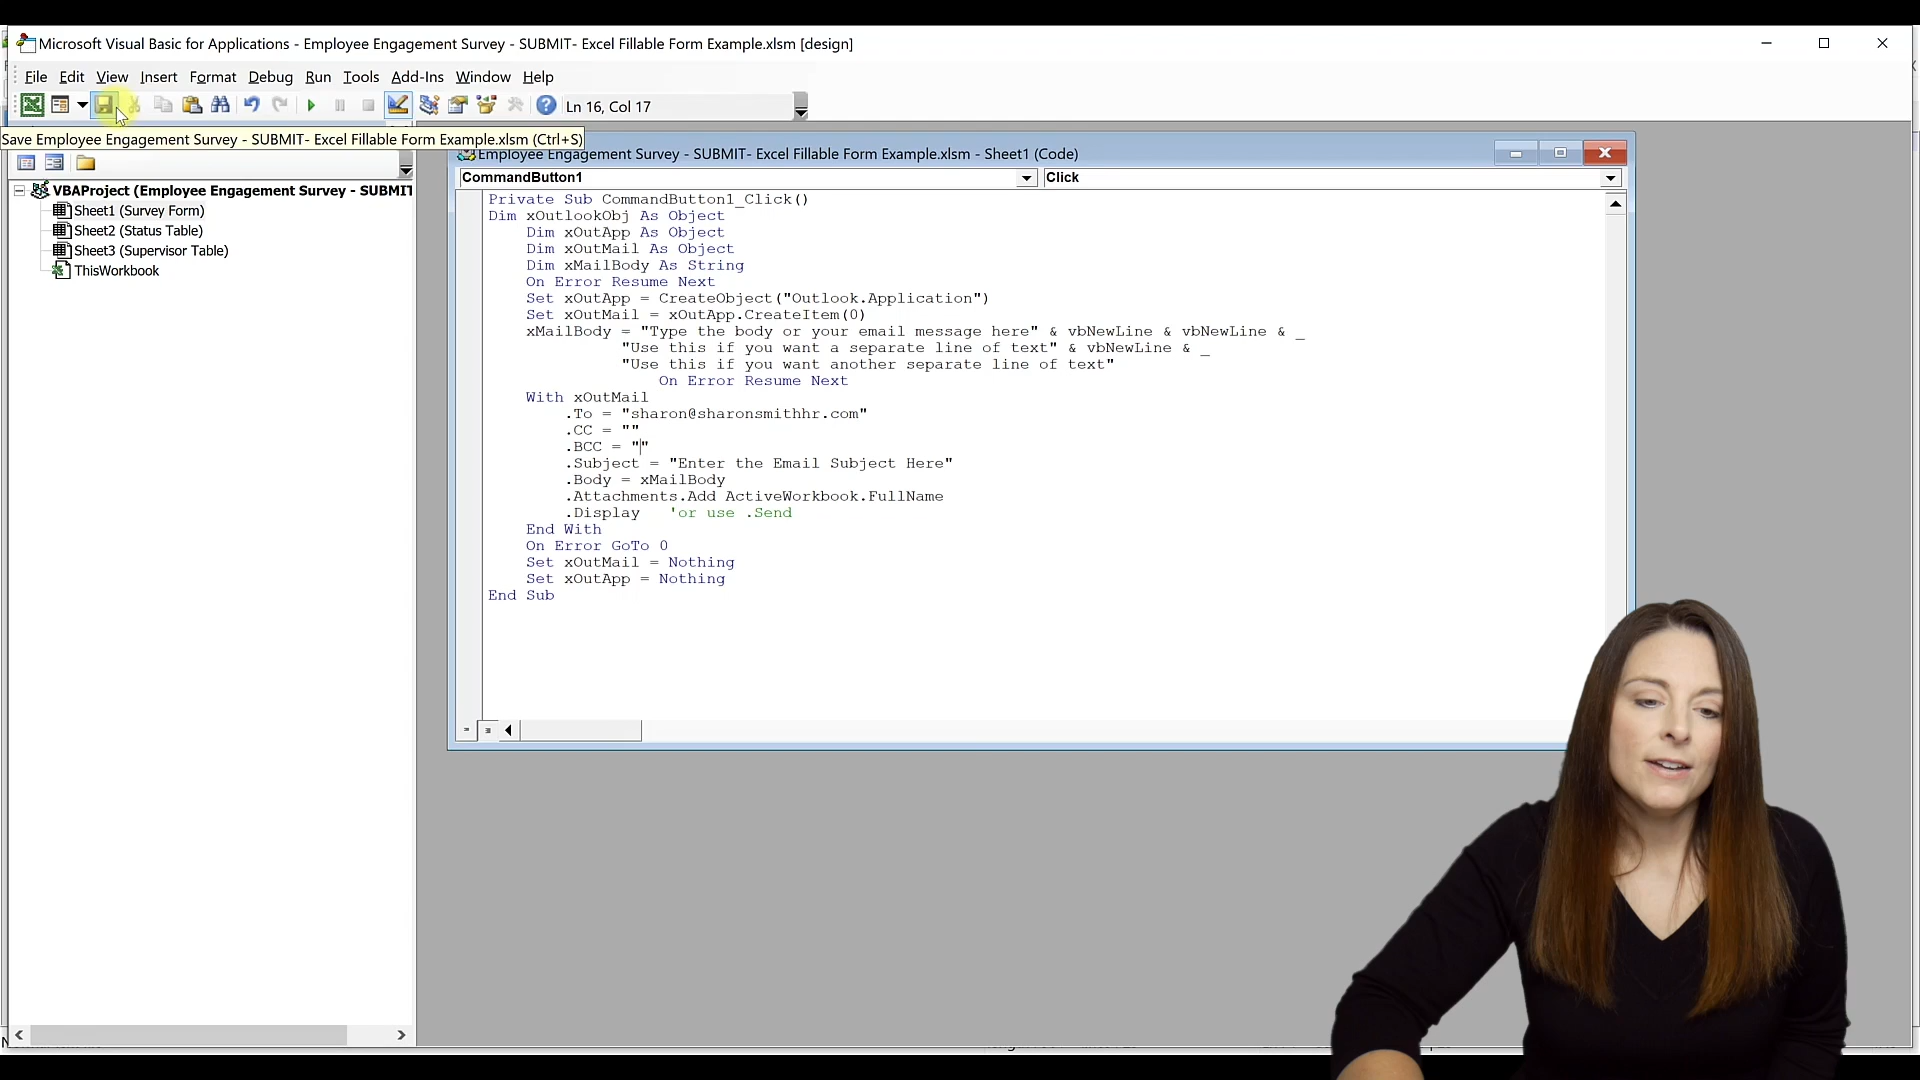 Microsoft Visual Basic for Applications - Employee Engagement Survey - SUBMIT- Excel Fillable Form Example.xlsm [design]
File Edit View Insert Format Debug Run Tools Add-Ins Window Help
Ln 16, Col 17
Save Employee Engagement Survey - SUBMIT- Excel Fillable Form Example.xlsm (Ctrl+S)
VBAProject (Employee Engagement Survey - SUBMIT
Sheet1 (Survey Form)
Sheet2 (Status Table)
Sheet3 (Supervisor Table)
ThisWorkbook
Employee Engagement Survey - SUBMIT- Excel Fillable Form Example.xlsm - Sheet1 (Code)
CommandButton1 Click
Private Sub CommandButton1_Click()
Dim xOutlookObj As Object
Dim xOutApp As Object
Dim xOutMail As Object
Dim xMailBody As String
On Error Resume Next
Set xOutApp = CreateObject("Outlook.Application")
Set xOutMail = xOutApp.CreateItem(0)
xMailBody = "Type the body or your email message here" & vbNewLine & vbNewLine & _
"Use this if you want a separate line of text" & vbNewLine & _
"Use this if you want another separate line of text"
On Error Resume Next
With xOutMail
.To = "sharon@sharonsmithhr.com"
.CC = ""
.BCC = ""
.Subject = "Enter the Email Subject Here"
.Body = xMailBody
.Attachments.Add ActiveWorkbook.FullName
.Display 'or use .Send
End With
On Error GoTo 0
Set xOutMail = Nothing
Set xOutApp = Nothing
End Sub